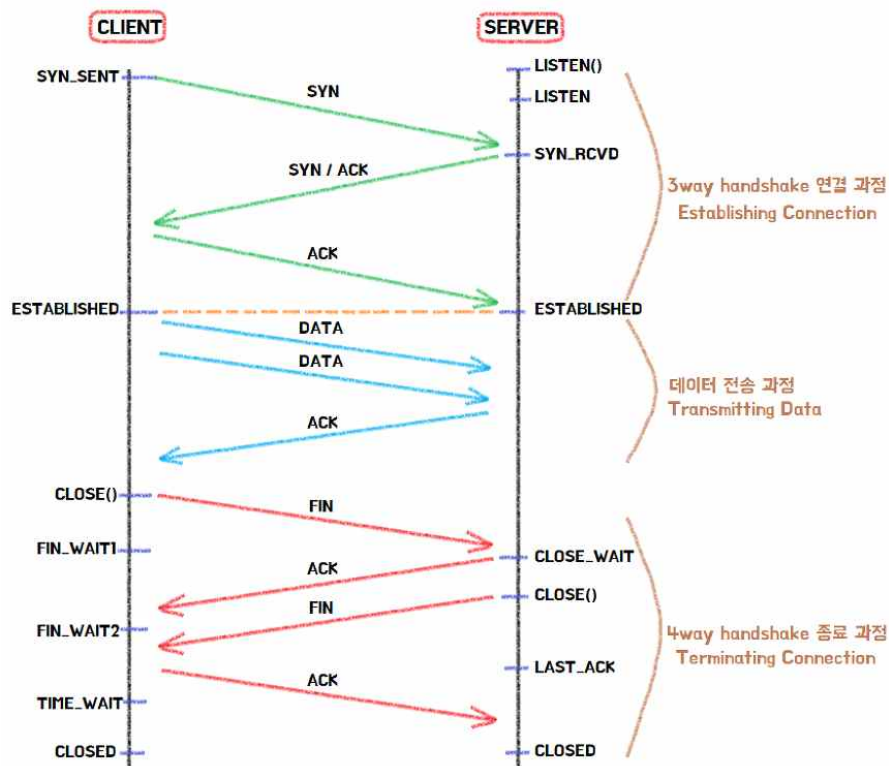 CLIENT
SERVER
SYN_SENT
LISTEN()
SYN
LISTEN
SYN_RCVD
SYN / ACK
3way handshake 연결 과정
Establishing Connection
ACK
ESTABLISHED
ESTABLISHED
DATA
DATA
데이터 전송 과정
Transmitting Data
ACK
CLOSE()
FIN
FIN_WAIT1
CLOSE_WAIT
ACK
CLOSE()
FIN
FIN_WAIT2
4way handshake 종료 과정
Terminating Connection
LAST_ACK
ACK
TIME_WAIT
CLOSED
CLOSED